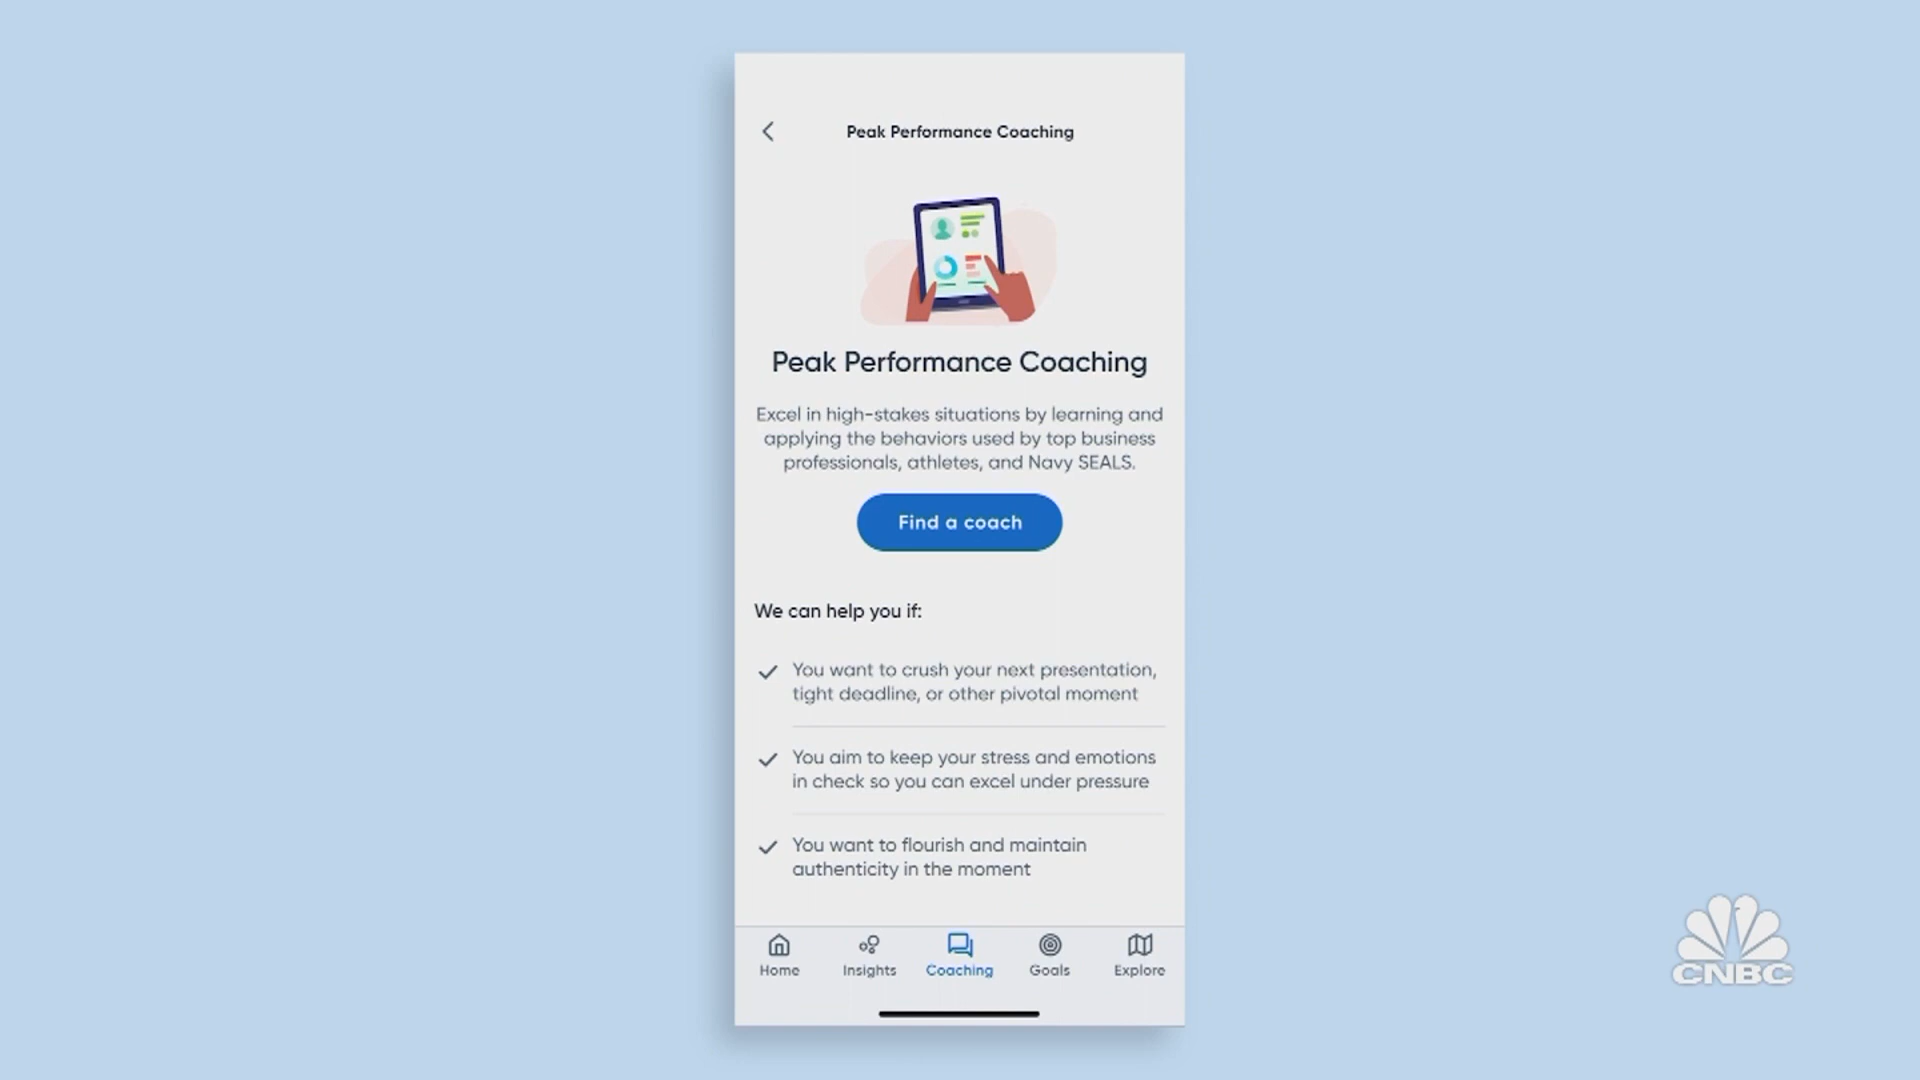 Peak Performance Coaching
Peak Performance Coaching
Excel in high-stakes situations by learning and
applying the behaviors used by top business
professionals, athletes, and Navy SEALS.
Find a coach
We can help you if:
You want to crush your next presentation,
tight deadline, or other pivotal moment
You aim to keep your stress and emotions
in check so you can excel under pressure
You want to flourish and maintain
authenticity in the moment
Home
Insights
Coaching
Goals
Explore
CNBC